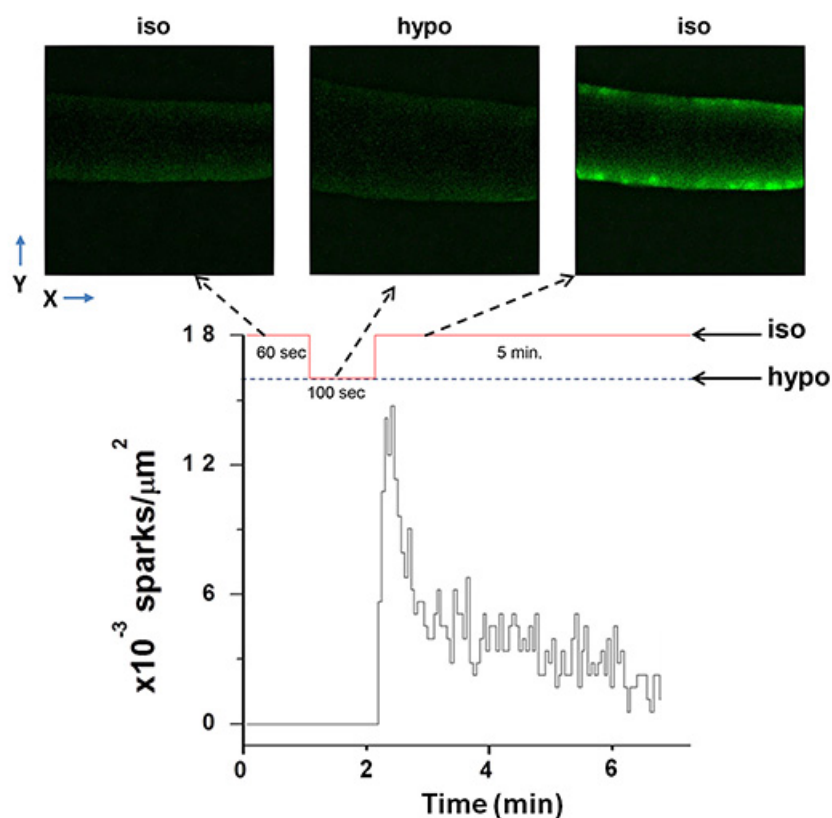 iso
hypo
iso
Y
X
18
60 sec
5 min.
iso
hypo
100 sec
12
6
0
x10⁻³ sparks/μm²
0
2
4
6
Time (min)